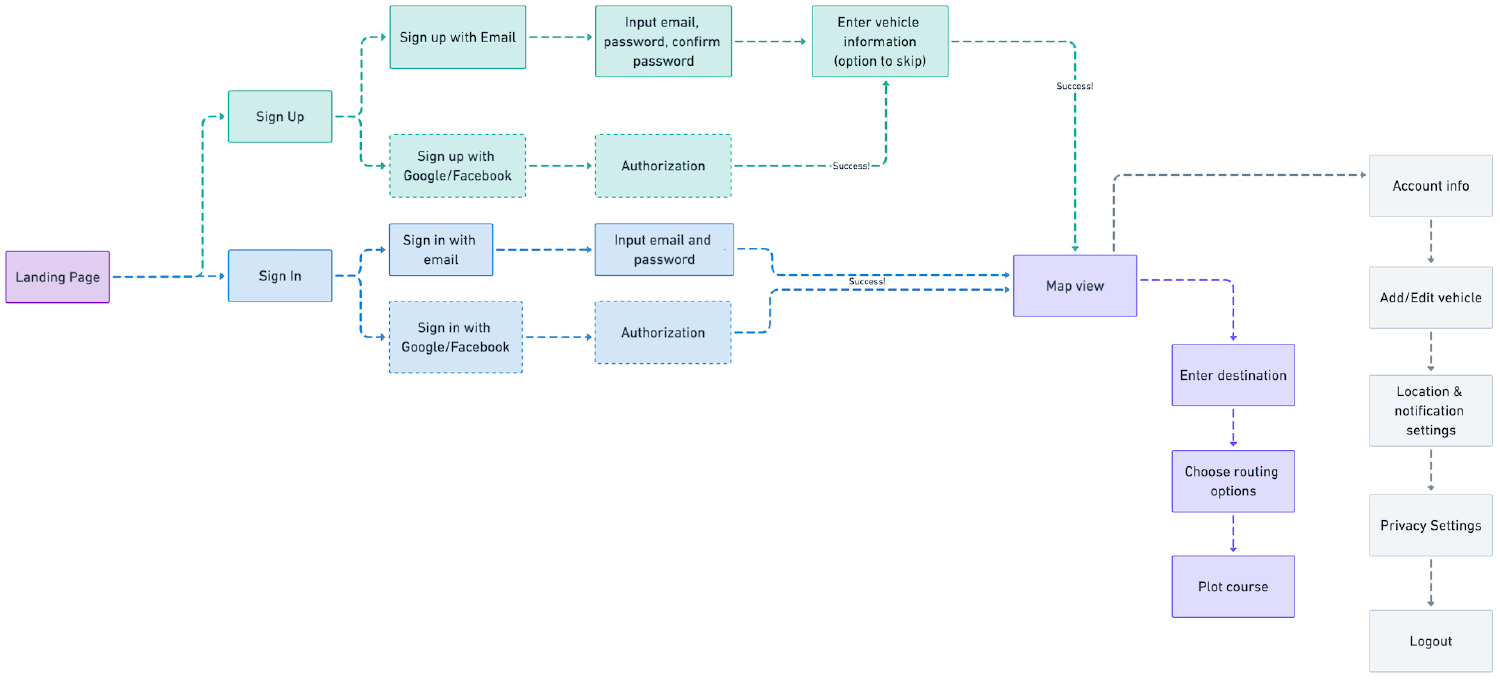 Sign up with Email
Input email,
password, confirm
password
Enter vehicle
information
(option to skip)
Success!
Sign Up
Sign up with
Google/Facebook
Authorization
Success!
Account info
Landing Page
Sign In
Sign in with
email
Input email and
password
Success!
Map view
Add/Edit vehicle
Sign in with
Google/Facebook
Authorization
Enter destination
Location &
notification
settings
Choose routing
options
Privacy Settings
Plot course
Logout